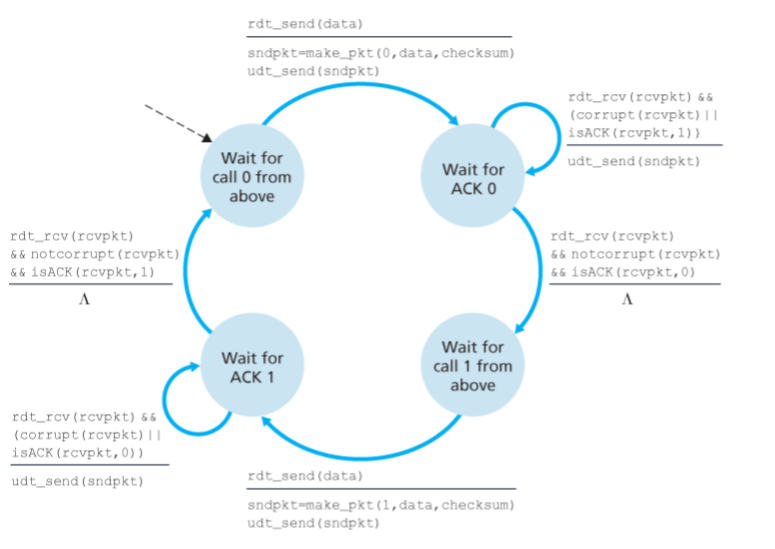 rdt_send(data)
sndpkt=make_pkt(0,data,checksum)
udt_send(sndpkt)
rdt_rcv(rcvpkt) &&
(corrupt(rcvpkt)||
isACK(rcvpkt,1))
udt_send(sndpkt)
Wait for
call 0 from
above
Wait for
ACK 0
rdt_rcv(rcvpkt)
&& notcorrupt(rcvpkt)
&& isACK(rcvpkt,1)
Λ
rdt_rcv(rcvpkt)
&& notcorrupt(rcvpkt)
&& isACK(rcvpkt,0)
Λ
Wait for
ACK 1
Wait for
call 1 from
above
rdt_rcv(rcvpkt) &&
(corrupt(rcvpkt)||
isACK(rcvpkt,0))
udt_send(sndpkt)
rdt_send(data)
sndpkt=make_pkt(1,data,checksum)
udt_send(sndpkt)